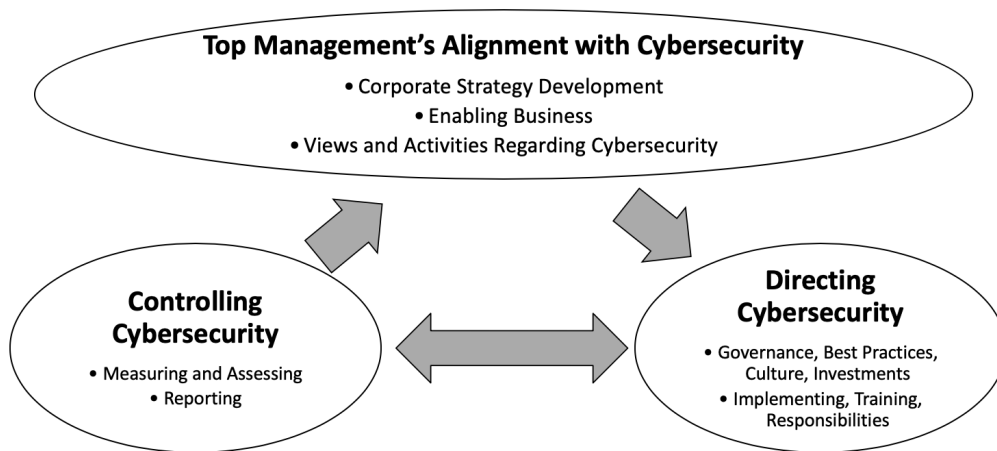 Top Management’s Alignment with Cybersecurity
• Corporate Strategy Development
• Enabling Business
• Views and Activities Regarding Cybersecurity
Controlling
Cybersecurity
• Measuring and Assessing
• Reporting
Directing
Cybersecurity
• Governance, Best Practices,
Culture, Investments
• Implementing, Training,
Responsibilities